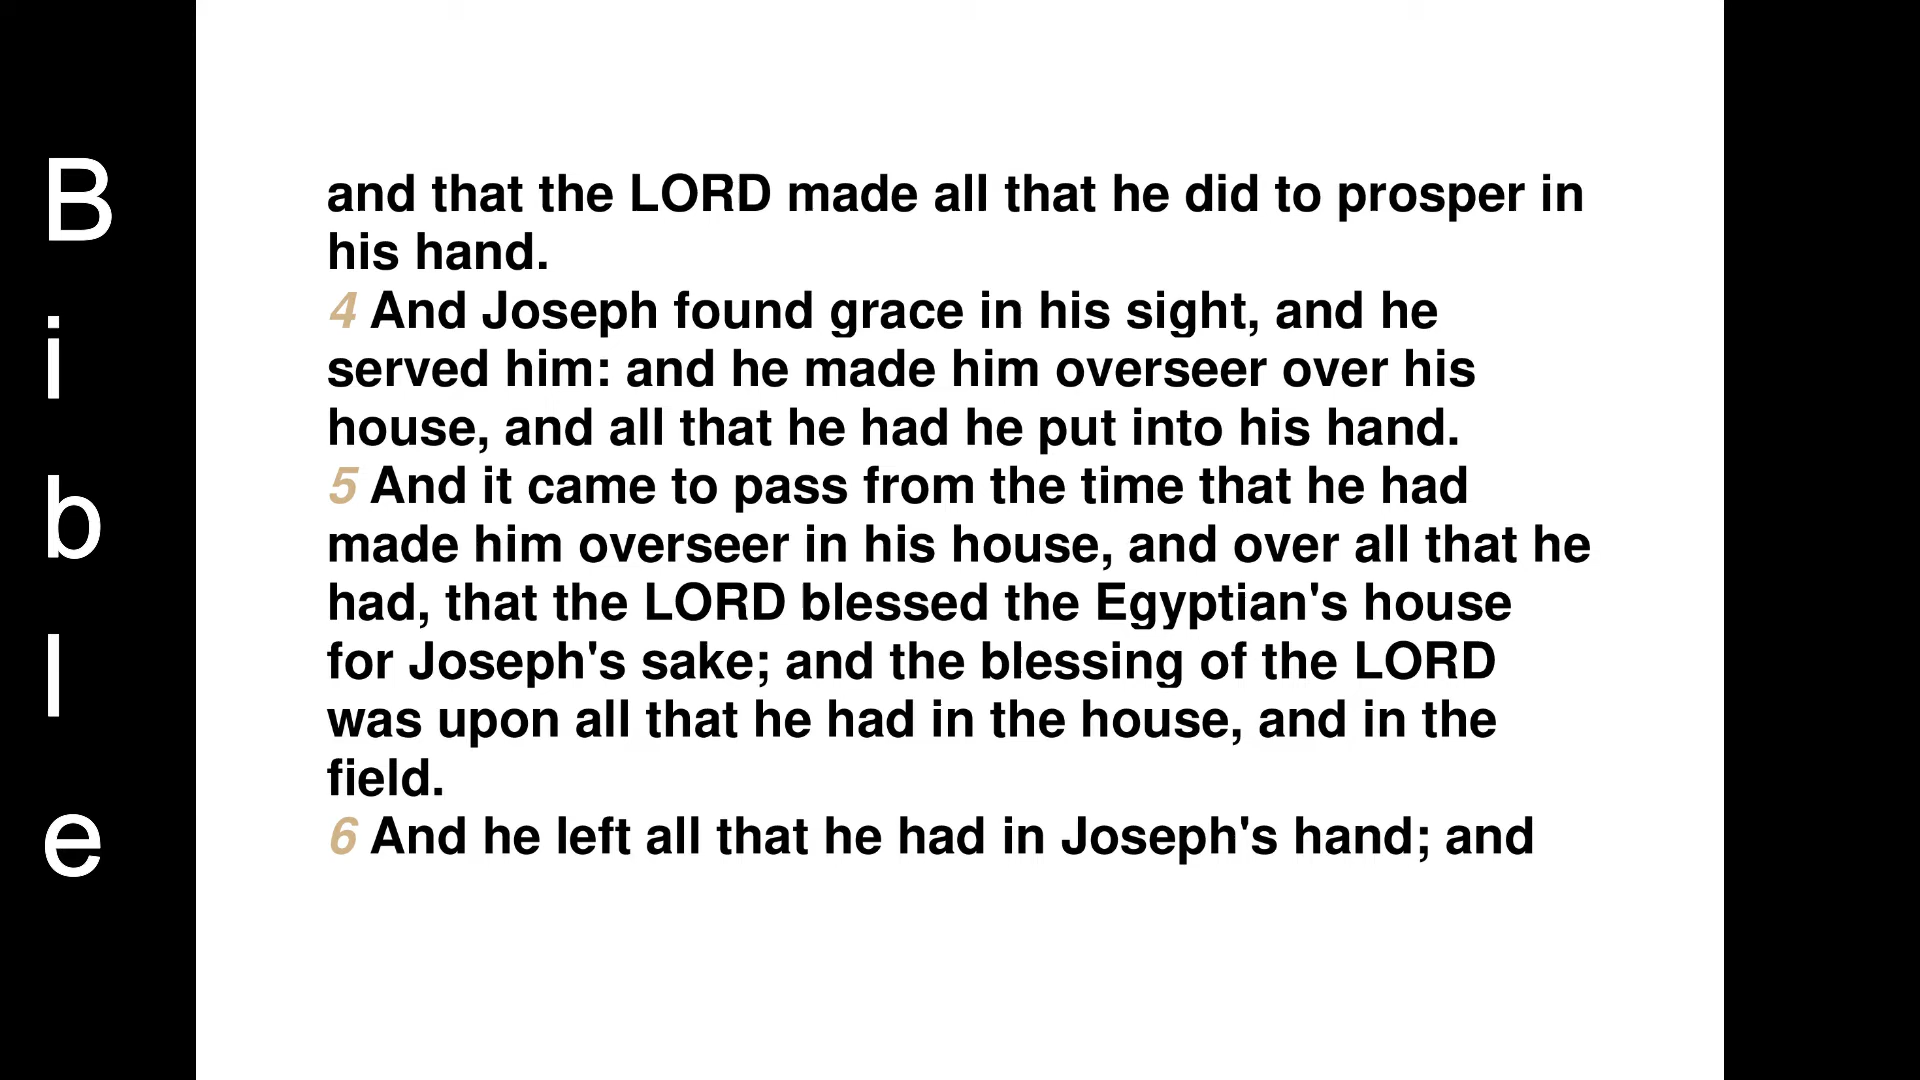 Bible
and that the LORD made all that he did to prosper in
his hand.
4 And Joseph found grace in his sight, and he
served him: and he made him overseer over his
house, and all that he had he put into his hand.
5 And it came to pass from the time that he had
made him overseer in his house, and over all that he
had, that the LORD blessed the Egyptian's house
for Joseph's sake; and the blessing of the LORD
was upon all that he had in the house, and in the
field.
6 And he left all that he had in Joseph's hand; and